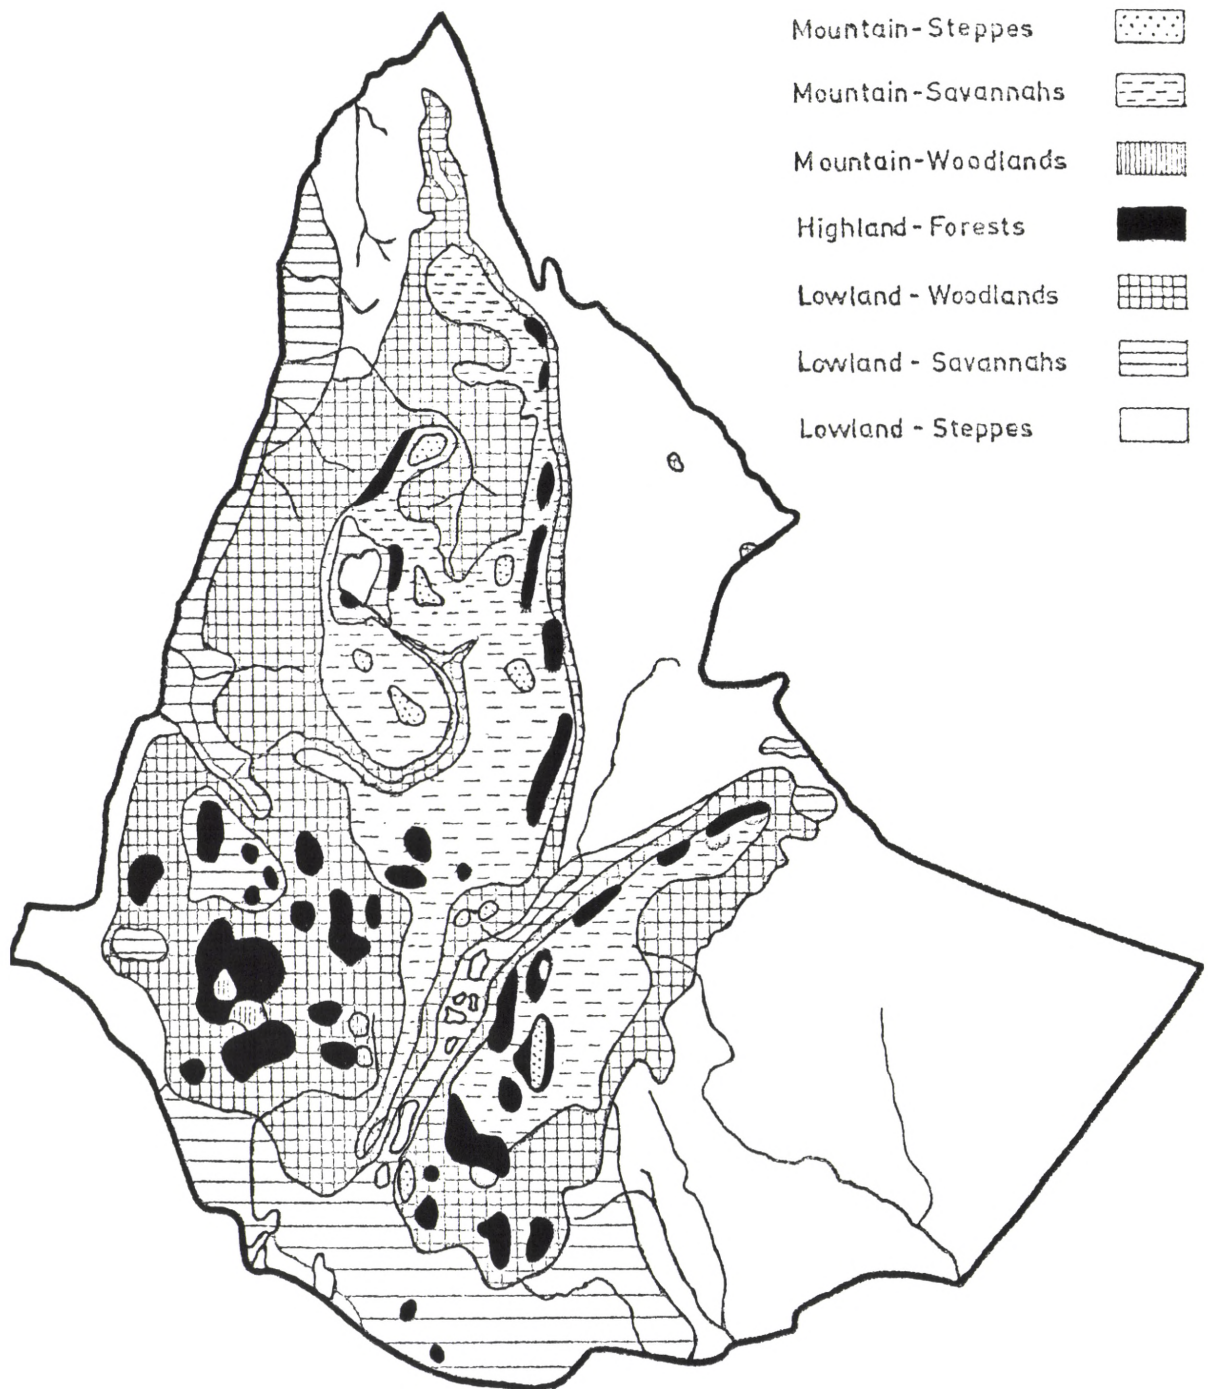 Mountain-Steppes
Mountain-Savannahs
Mountain-Woodlands
Highland-Forests
Lowland - Woodlands
Lowland - Savannahs
Lowland - Steppes